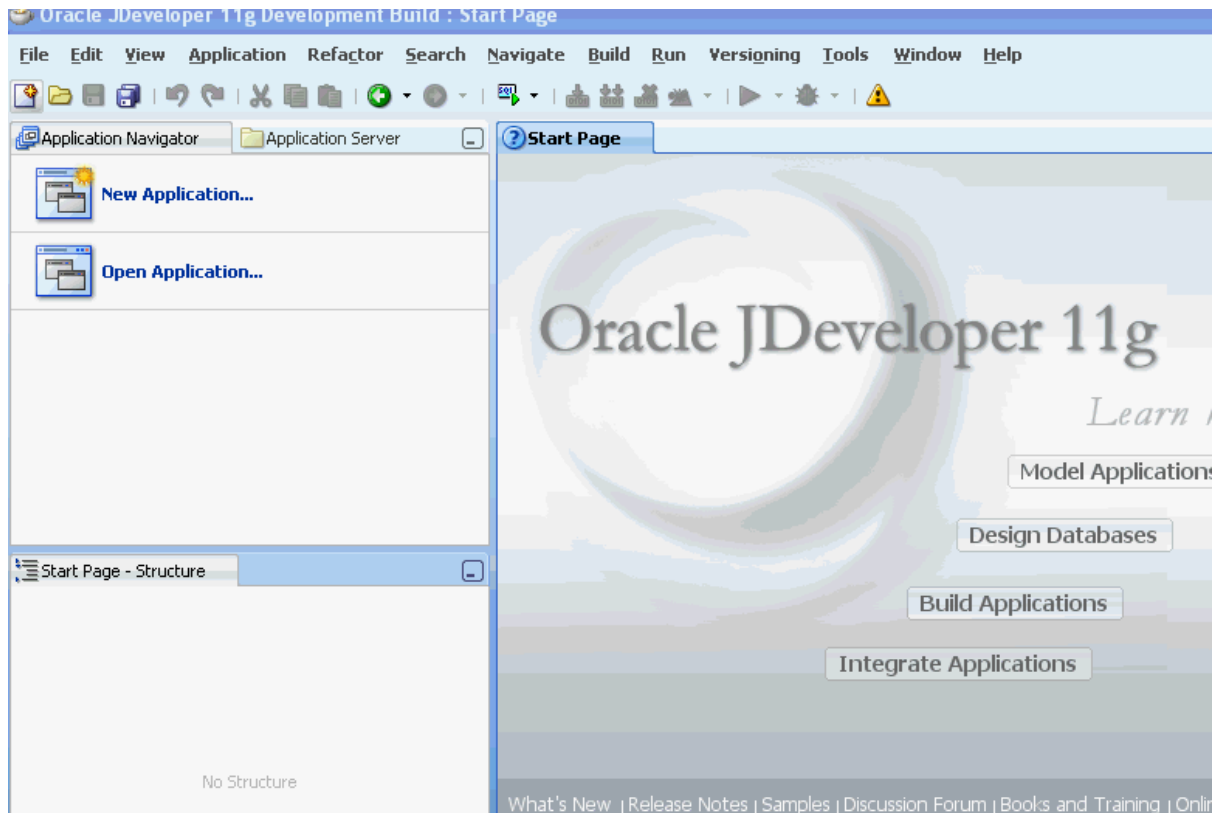 Oracle JDeveloper 11g Development Build : Start Page
File Edit View Application Refactor Search Navigate Build Run Versioning Tools Window Help
Application Navigator Application Server Start Page
New Application...
Open Application...
Oracle JDeveloper 11g
Learn
Model Applications
Design Databases
Start Page - Structure
Build Applications
Integrate Applications
No Structure
What's New | Release Notes | Samples | Discussion Forum | Books and Training |